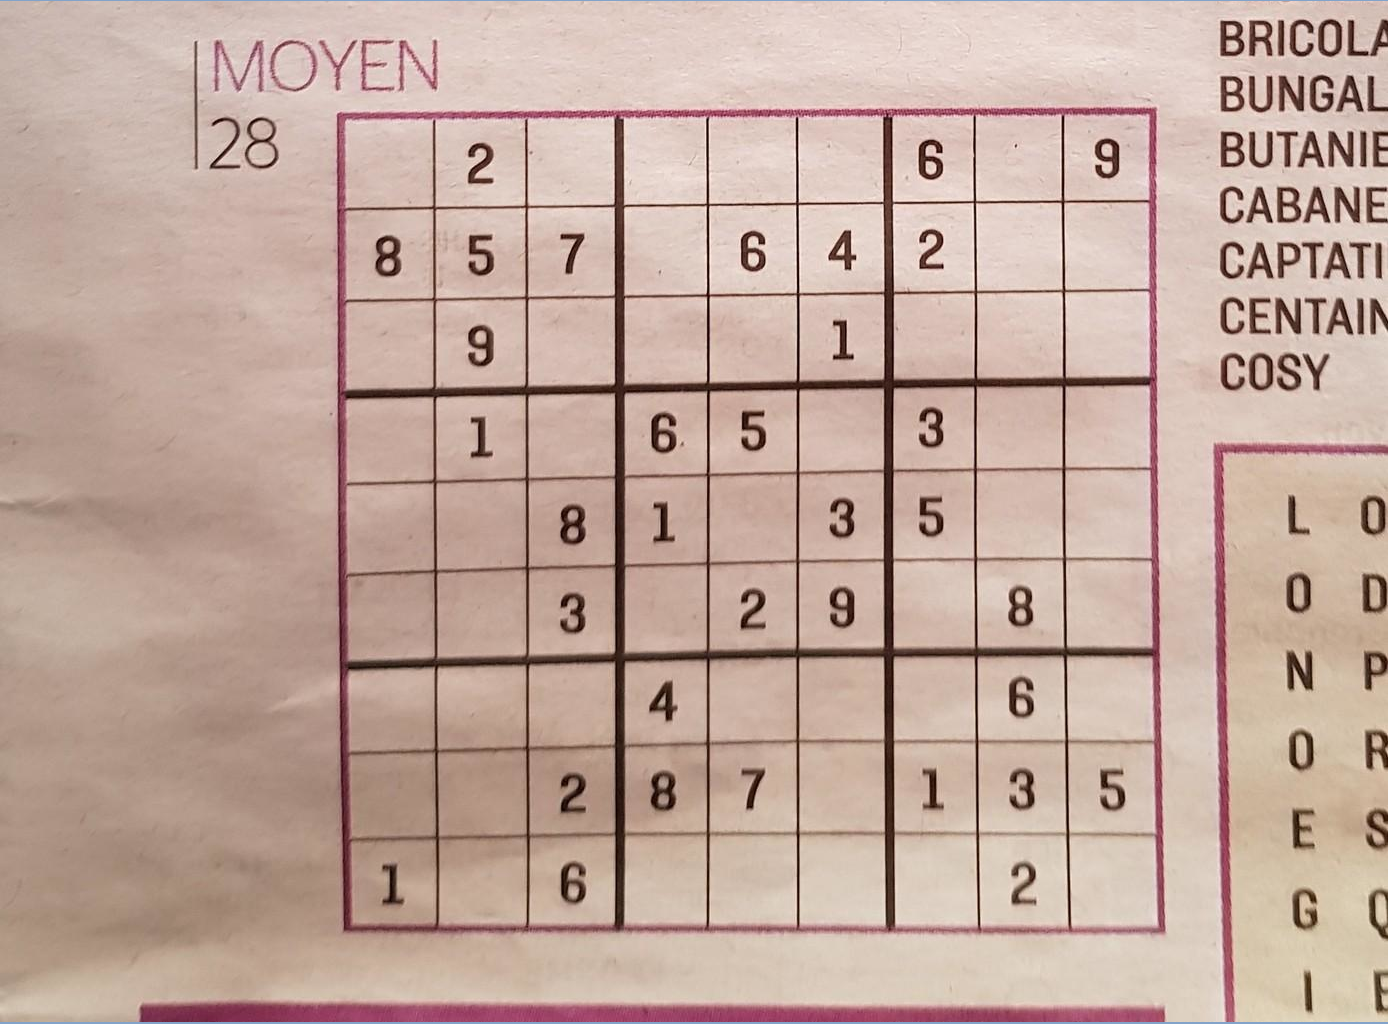 MOYEN
28
2 6 9
8 5 7 6 4 2
9 1
1 6 5 3
8 1 3 5
3 2 9 8
4 6
2 8 7 1 3 5
1 6 2
BRICOLA
BUNGAL
BUTANIE
CABANE
CAPTATI
CENTAIN
COSY
L O
O D
N P
O R
E S
G Q
I E